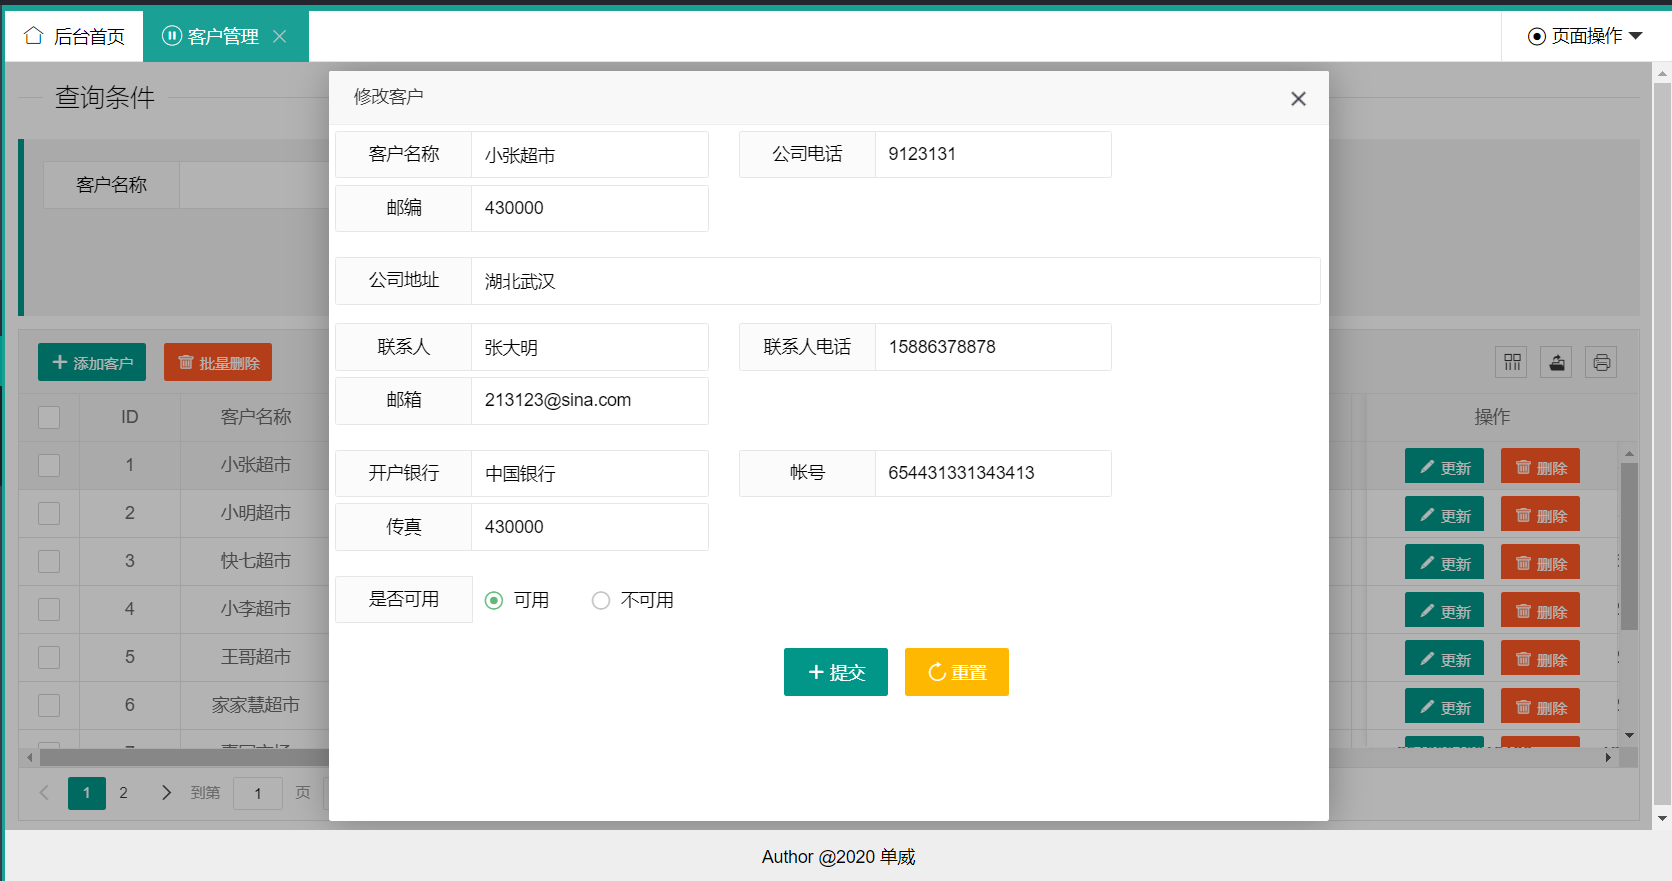 后台首页 客户管理 页面操作
查询条件
客户名称
添加客户 批量删除
ID 客户名称 操作
1 小张超市 更新 删除
2 小明超市 更新 删除
3 快七超市 更新 删除
4 小李超市 更新 删除
5 王哥超市 更新 删除
6 家家慧超市 更新 删除
1 2 到第 1 页
修改客户
客户名称 小张超市 公司电话 9123131
邮编 430000
公司地址 湖北武汉
联系人 张大明 联系人电话 15886378878
邮箱 213123@sina.com
开户银行 中国银行 帐号 654431331343413
传真 430000
是否可用 可用 不可用
提交 重置
Author @2020 单威